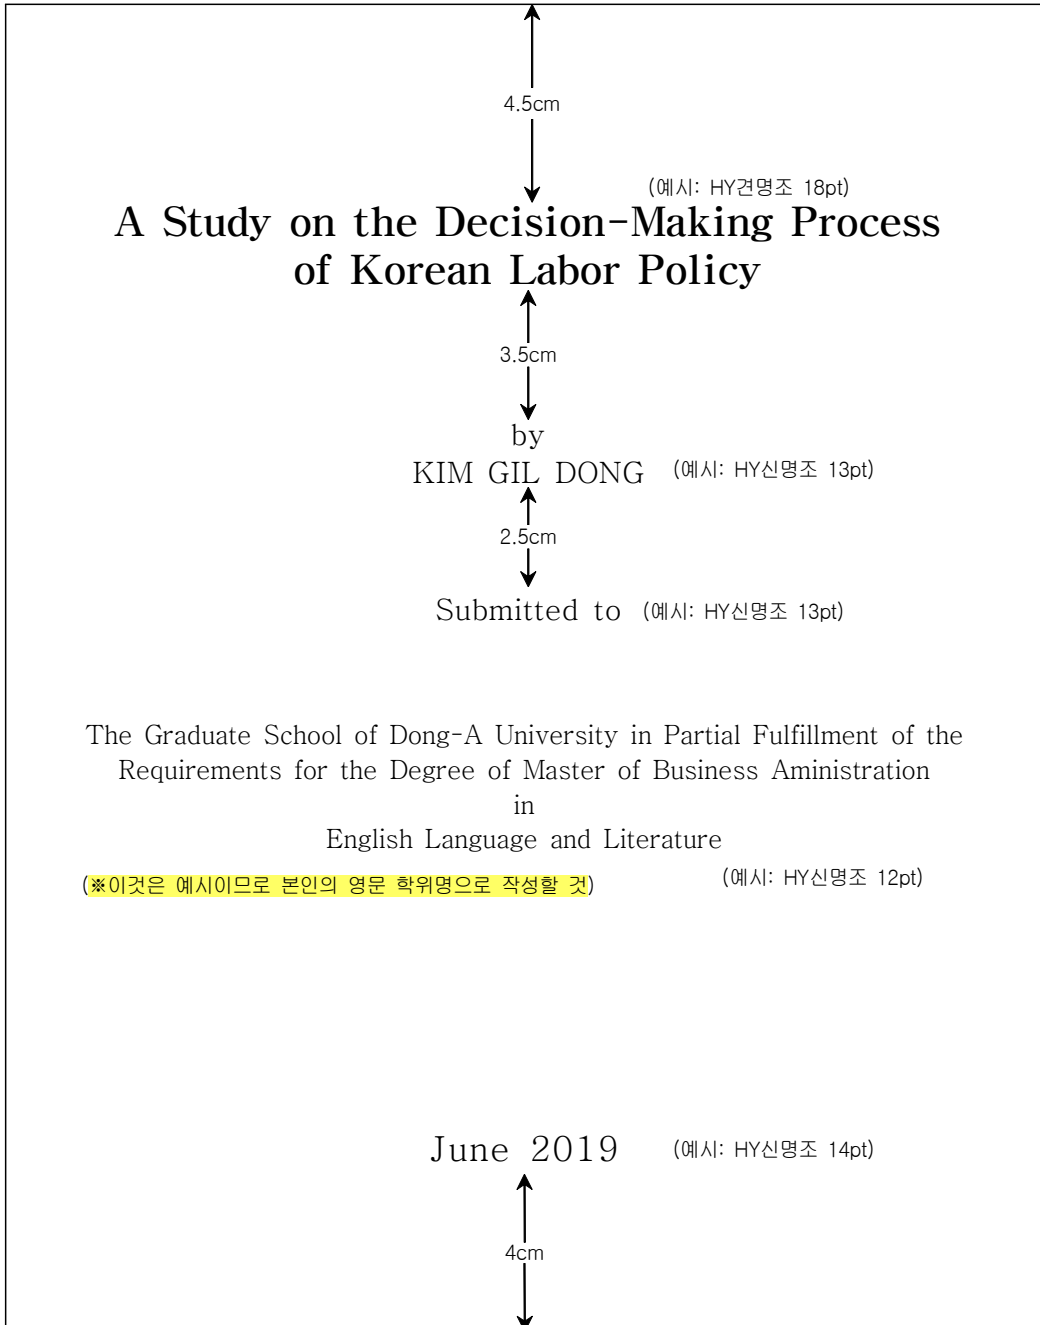 4.5cm
(예시: HY견명조 18pt)
A Study on the Decision-Making Process
of Korean Labor Policy
3.5cm
by
KIM GIL DONG (예시: HY신명조 13pt)
2.5cm
Submitted to (예시: HY신명조 13pt)
The Graduate School of Dong-A University in Partial Fulfillment of the
Requirements for the Degree of Master of Business Aministration
in
English Language and Literature
(※이것은 예시이므로 본인의 영문 학위명으로 작성할 것) (예시: HY신명조 12pt)
June 2019 (예시: HY신명조 14pt)
4cm